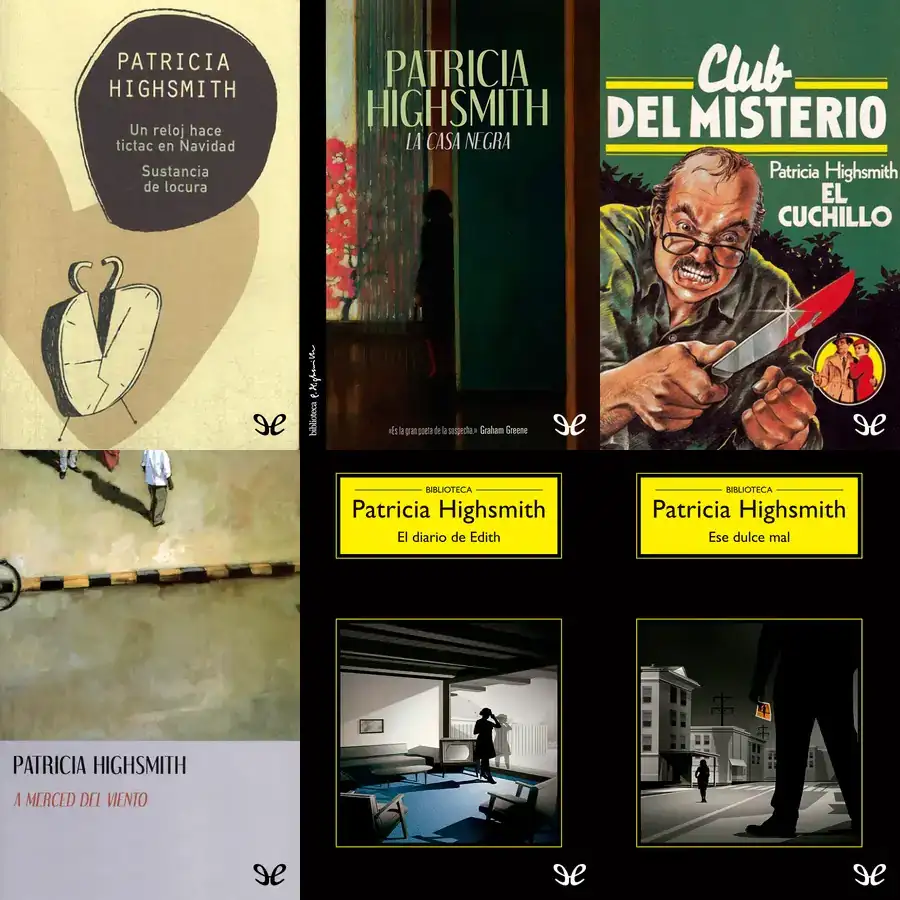 PATRICIA
HIGHSMITH
Un reloj hace
tictac en Navidad
Sustancia
de locura
PATRICIA
HIGHSMITH
LA CASA NEGRA
biblioteca P. Highsmith
«Es la gran poeta de la sospecha.» Graham Greene
Club
DEL MISTERIO
Patricia Highsmith
EL
CUCHILLO
PATRICIA HIGHSMITH
A MERCED DEL VIENTO
BIBLIOTECA
Patricia Highsmith
El diario de Edith
BIBLIOTECA
Patricia Highsmith
Ese dulce mal